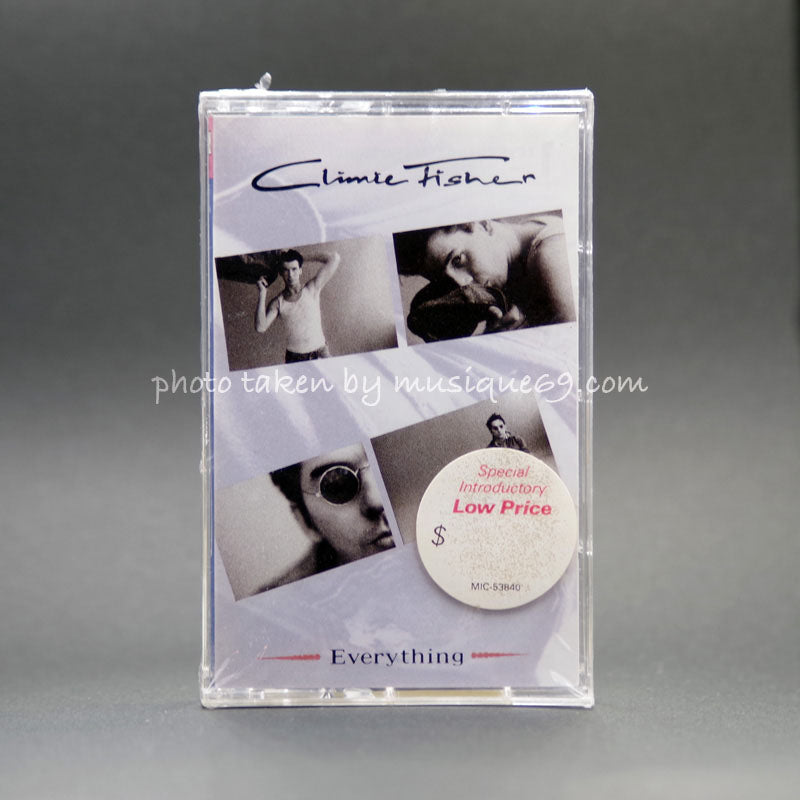 Climie Fisher
photo taken by musique69.com
Special
Introductory
Low Price
$
MIC-53840
Everything